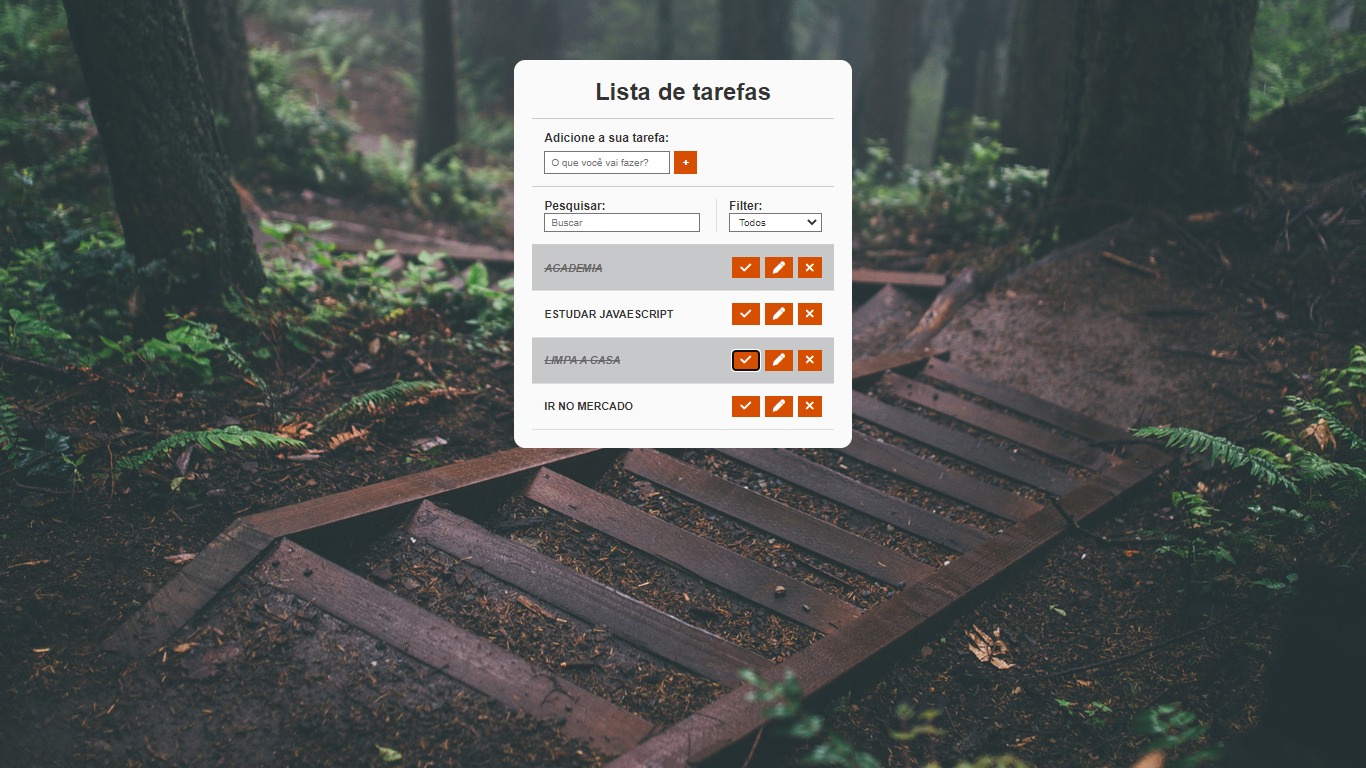 Lista de tarefas
Adicione a sua tarefa:
O que você vai fazer?
+
Pesquisar:
Filter:
Buscar
Todos
ACADEMIA
ESTUDAR JAVAESCRIPT
LIMPA A CASA
IR NO MERCADO